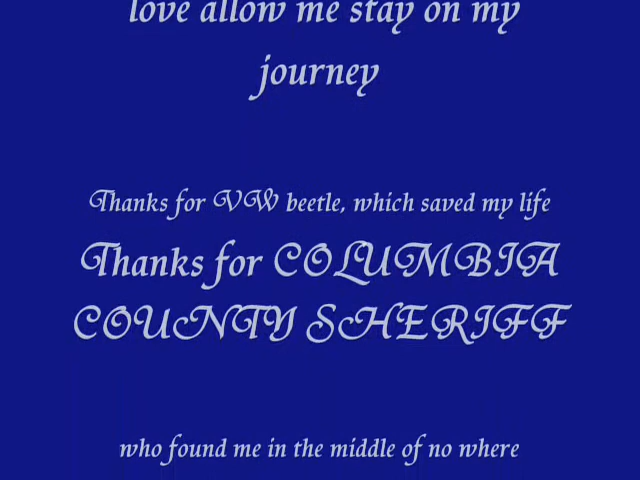 love allow me stay on my
journey
Thanks for VW beetle, which saved my life
Thanks for COLUMBIA
COUNTY SHERIFF
who found me in the middle of no where